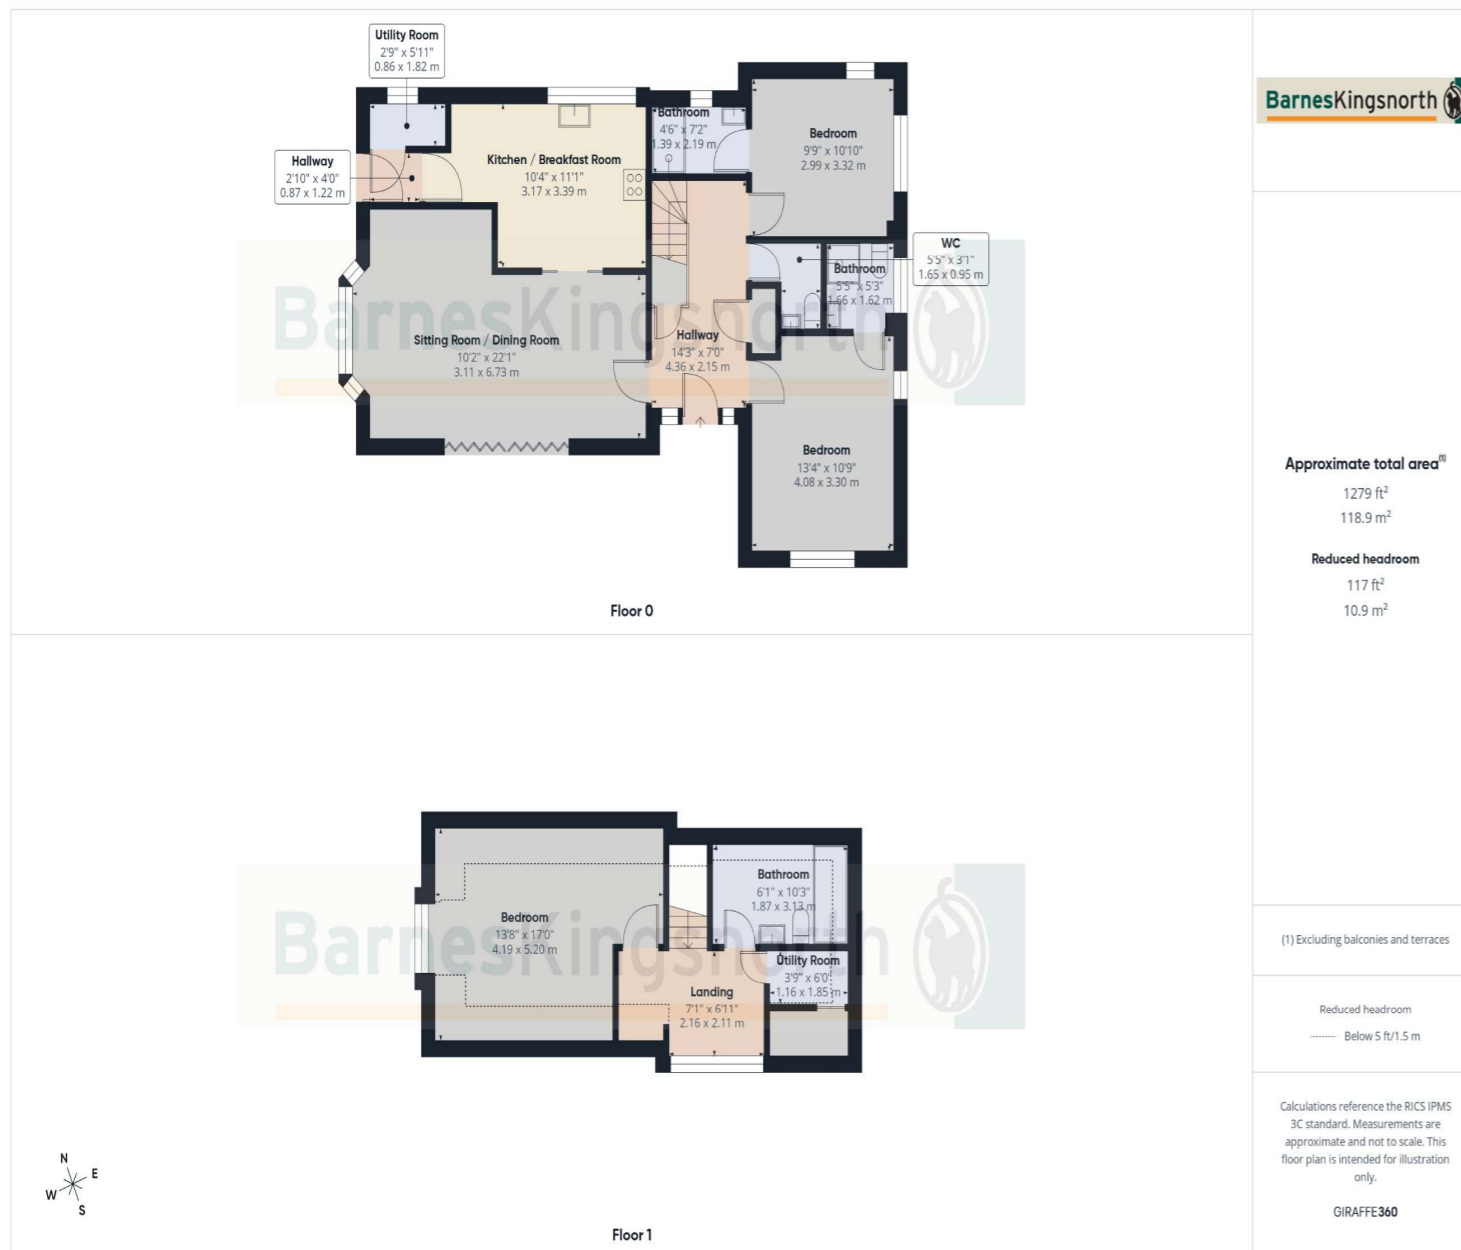 Utility Room
2'9" x 5'11"
0.86 x 1.82 m
Hallway
2'10" x 4'0"
0.87 x 1.22 m
Kitchen / Breakfast Room
10'4" x 11'1"
3.17 x 3.39 m
Bathroom
4'6" x 7'2"
1.39 x 2.19 m
Bedroom
9'9" x 10'10"
2.99 x 3.32 m
WC
5'5" x 3'1"
1.65 x 0.95 m
Bathroom
5'5" x 5'3"
1.66 x 1.62 m
Sitting Room / Dining Room
10'2" x 22'1"
3.11 x 6.73 m
Hallway
14'3" x 7'0"
4.36 x 2.15 m
Bedroom
13'4" x 10'9"
4.08 x 3.30 m
BarnesKingsnorth
Floor 0
Bedroom
13'8" x 17'0"
4.19 x 5.20 m
Bathroom
6'1" x 10'3"
1.87 x 3.13 m
Utility Room
3'9" x 6'0"
1.16 x 1.85 m
Landing
7'1" x 6'11"
2.16 x 2.11 m
BarnesKingsnorth
N
E
W
S
Floor 1
BarnesKingsnorth
Approximate total area(1)
1279 ft²
118.9 m²
Reduced headroom
117 ft²
10.9 m²
(1) Excluding balconies and terraces
Reduced headroom
Below 5 ft/1.5 m
Calculations reference the RICS IPMS
3C standard. Measurements are
approximate and not to scale. This
floor plan is intended for illustration
only.
GIRAFFE360